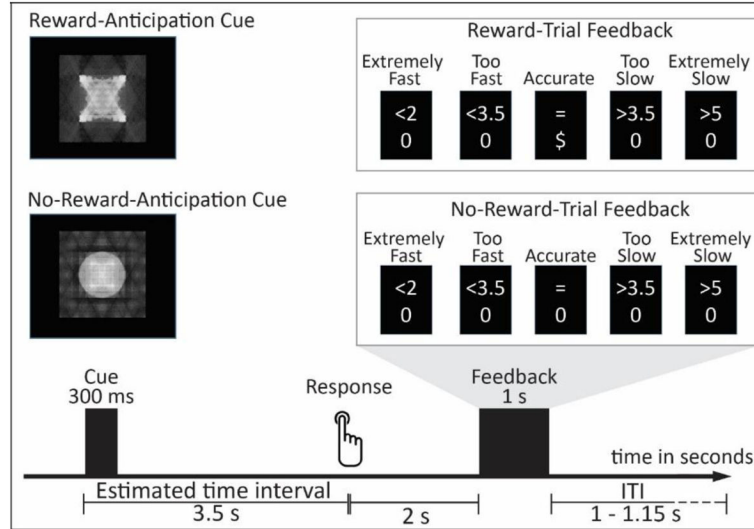 Reward-Anticipation Cue
Reward-Trial Feedback
Extremely Fast
Too Fast
Accurate
Too Slow
Extremely Slow
<2
0
<3.5
0
=
$
>3.5
0
>5
0
No-Reward-Anticipation Cue
No-Reward-Trial Feedback
Extremely Fast
Too Fast
Accurate
Too Slow
Extremely Slow
<2
0
<3.5
0
=
0
>3.5
0
>5
0
Cue
300 ms
Response
Feedback
1 s
time in seconds
Estimated time interval
3.5 s
2 s
ITI
1 - 1.15 s